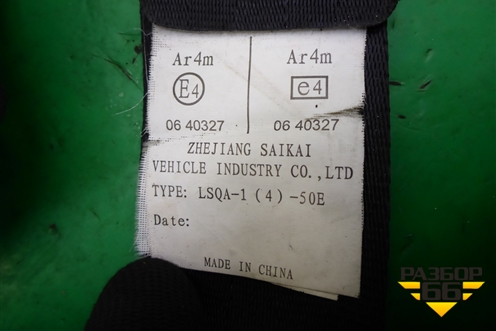 Ar4m Ar4m
E4 e4
06 40327 06 40327
ZHEJIANG SAIKAI
VEHICLE INDUSTRY CO.,LTD
TYPE: LSQA-1(4)-50E
Date:
MADE IN CHINA
РАЗБОР
66